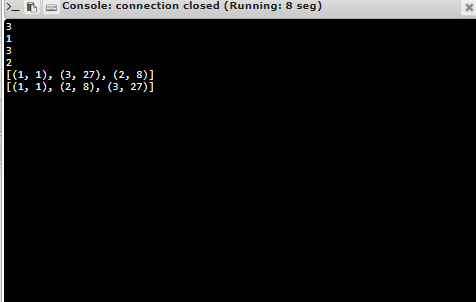 >_ Console: connection closed (Running: 8 seg)
3
1
3
2
[(1, 1), (3, 27), (2, 8)]
[(1, 1), (2, 8), (3, 27)]